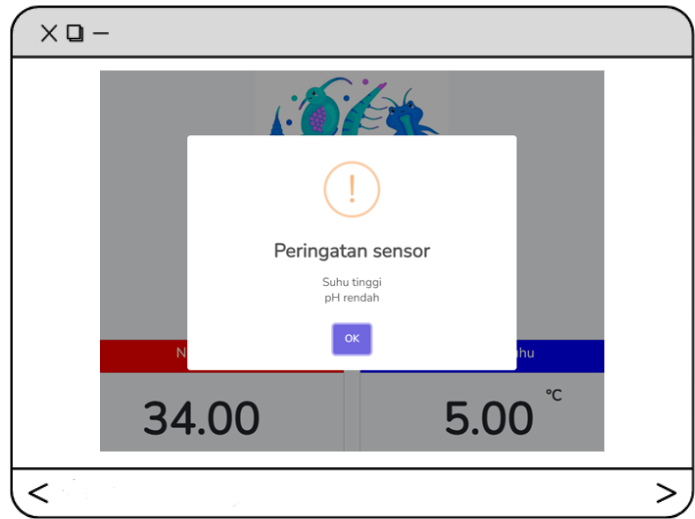 Peringatan sensor
Suhu tinggi
pH rendah
OK
34.00
5.00 °C